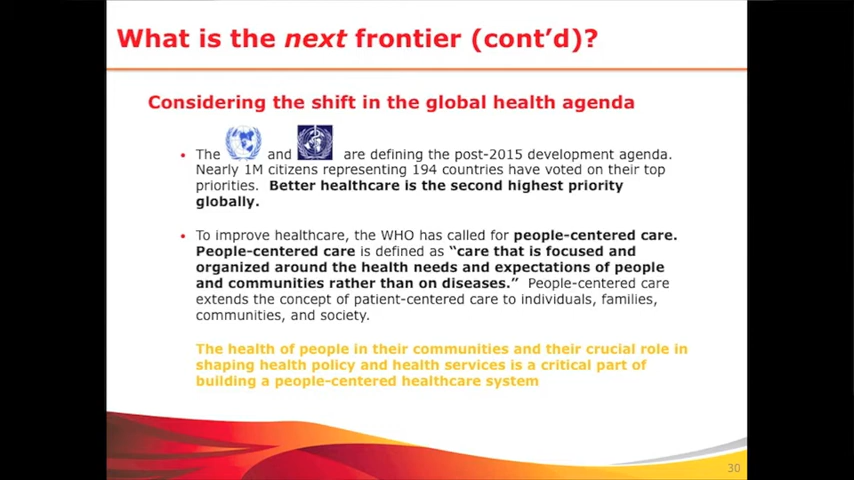 What is the next frontier (cont’d)?
Considering the shift in the global health agenda
• The and are defining the post-2015 development agenda.
Nearly 1M citizens representing 194 countries have voted on their top
priorities. Better healthcare is the second highest priority
globally.
• To improve healthcare, the WHO has called for people-centered care.
People-centered care is defined as “care that is focused and
organized around the health needs and expectations of people
and communities rather than on diseases.” People-centered care
extends the concept of patient-centered care to individuals, families,
communities, and society.
The health of people in their communities and their crucial role in
shaping health policy and health services is a critical part of
building a people-centered healthcare system
30